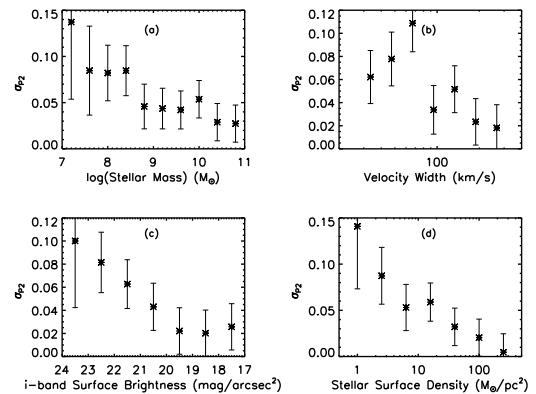 (a)
0.15
0.10
0.05
0.00
σP2
7 8 9 10 11
log(Stellar Mass) (M⊙)
(b)
0.12
0.10
0.08
0.06
0.04
0.02
0.00
σP2
100
Velocity Width (km/s)
(c)
0.12
0.10
0.08
0.06
0.04
0.02
0.00
σP2
24 23 22 21 20 19 18 17
i-band Surface Brightness (mag/arcsec²)
(d)
0.15
0.10
0.05
0.00
σP2
1 10 100
Stellar Surface Density (M⊙/pc²)